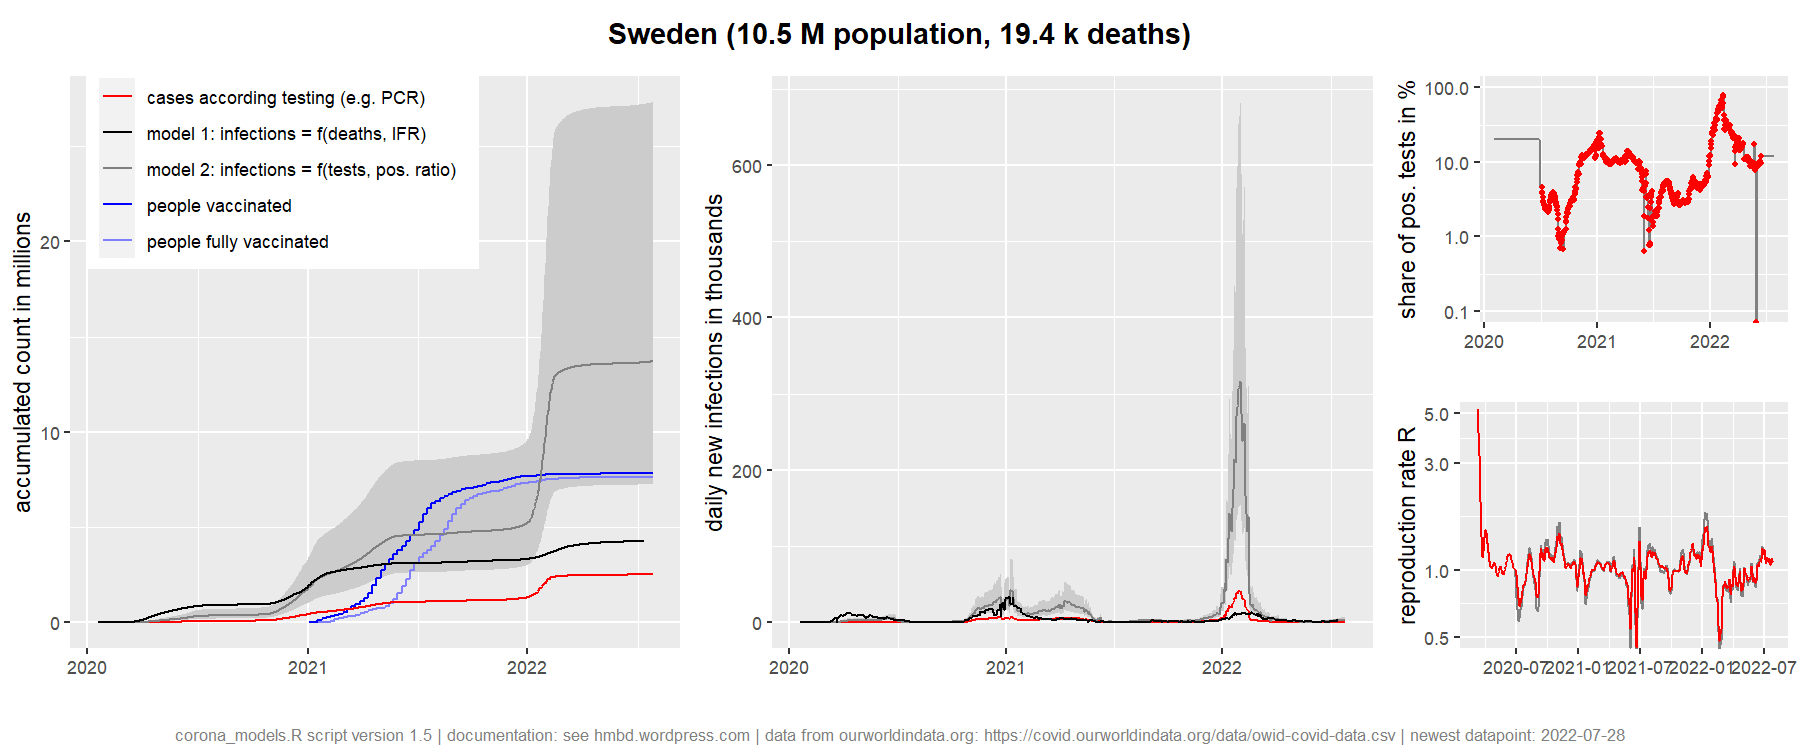 Sweden (10.5 M population, 19.4 k deaths)
cases according testing (e.g. PCR)
model 1: infections = f(deaths, IFR)
model 2: infections = f(tests, pos. ratio)
people vaccinated
people fully vaccinated
accumulated count in millions
20
10
0
2020
2021
2022
daily new infections in thousands
600
400
200
0
2020
2021
2022
share of pos. tests in %
100.0
10.0
1.0
0.1
2020
2021
2022
reproduction rate R
5.0
3.0
1.0
0.5
2020-07
2021-01
2021-07
2022-01
2022-07
corona_models.R script version 1.5 | documentation: see hmbd.wordpress.com | data from ourworldindata.org: https://covid.ourworldindata.org/data/owid-covid-data.csv | newest datapoint: 2022-07-28